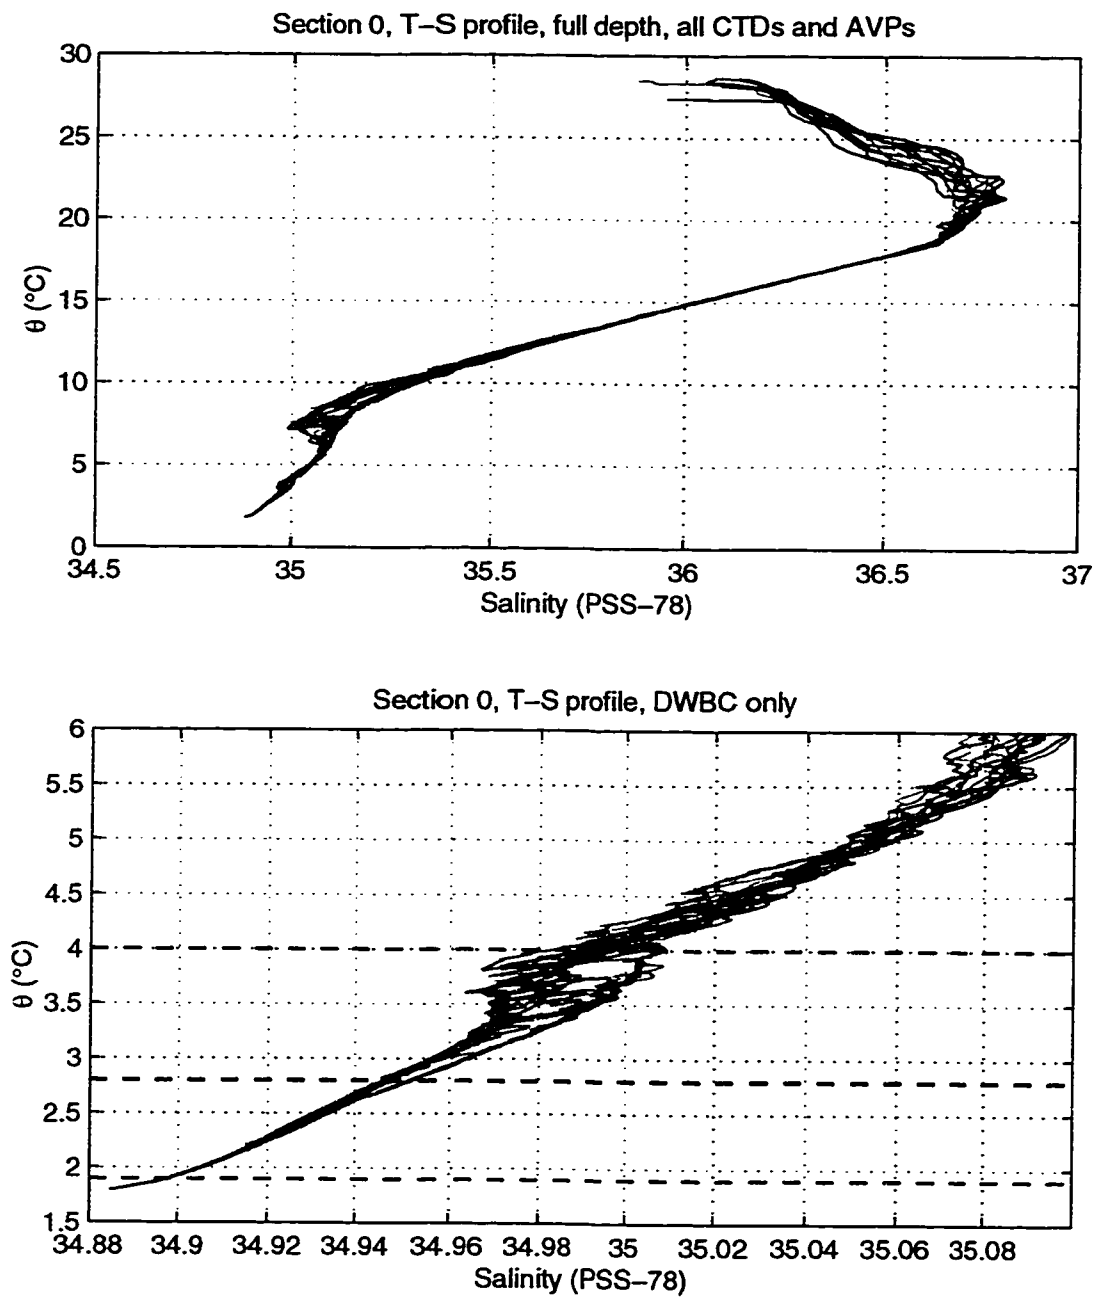 Section 0, T–S profile, full depth, all CTDs and AVPs
30
25
20
15
10
5
0
θ (°C)
34.5 35 35.5 36 36.5 37
Salinity (PSS–78)
Section 0, T–S profile, DWBC only
6
5.5
5
4.5
4
3.5
3
2.5
2
1.5
θ (°C)
34.88 34.9 34.92 34.94 34.96 34.98 35 35.02 35.04 35.06 35.08
Salinity (PSS–78)